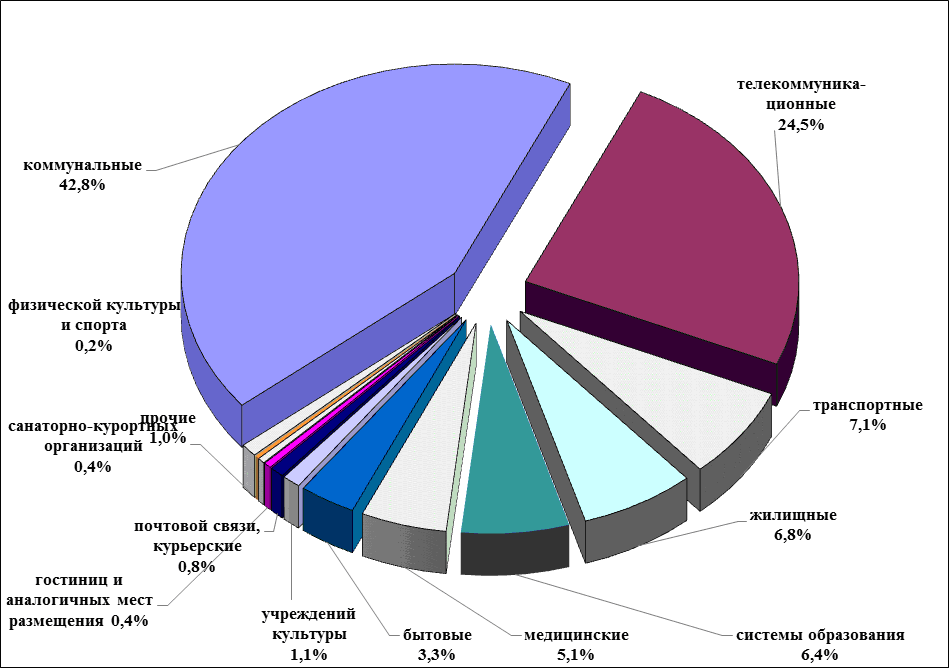 телекоммуника-
ционные
24,5%
коммунальные
42,8%
физической культуры
и спорта
0,2%
прочие
1,0%
санаторно-курортных
организаций
0,4%
транспортные
7,1%
почтовой связи,
курьерские
0,8%
жилищные
6,8%
гостиниц и
аналогичных мест
размещения 0,4%
учреждений
культуры
1,1%
бытовые
3,3%
медицинские
5,1%
системы образования
6,4%